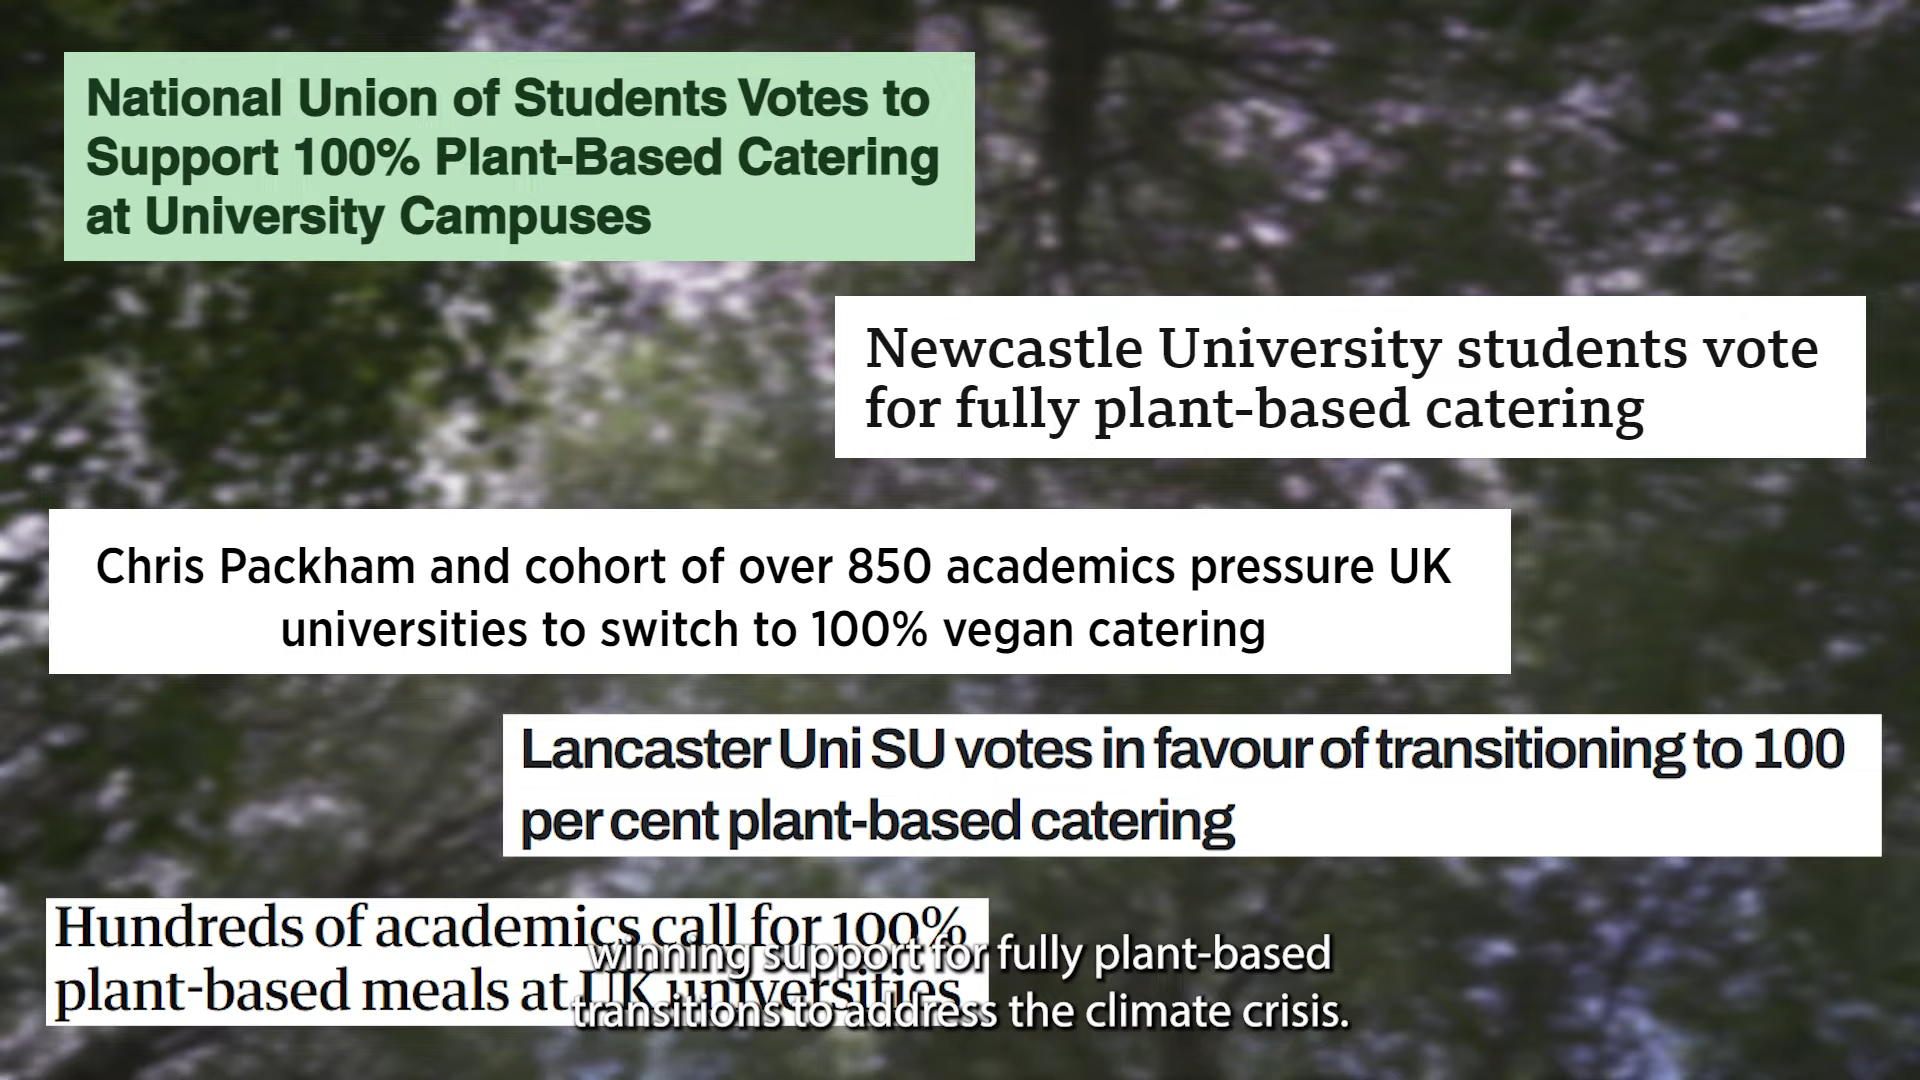 National Union of Students Votes to
Support 100% Plant-Based Catering
at University Campuses
Newcastle University students vote
for fully plant-based catering
Chris Packham and cohort of over 850 academics pressure UK
universities to switch to 100% vegan catering
Lancaster Uni SU votes in favour of transitioning to 100
per cent plant-based catering
Hundreds of academics call for 100%
plant-based meals at UK universities
winning support for fully plant-based
transitions to address the climate crisis.